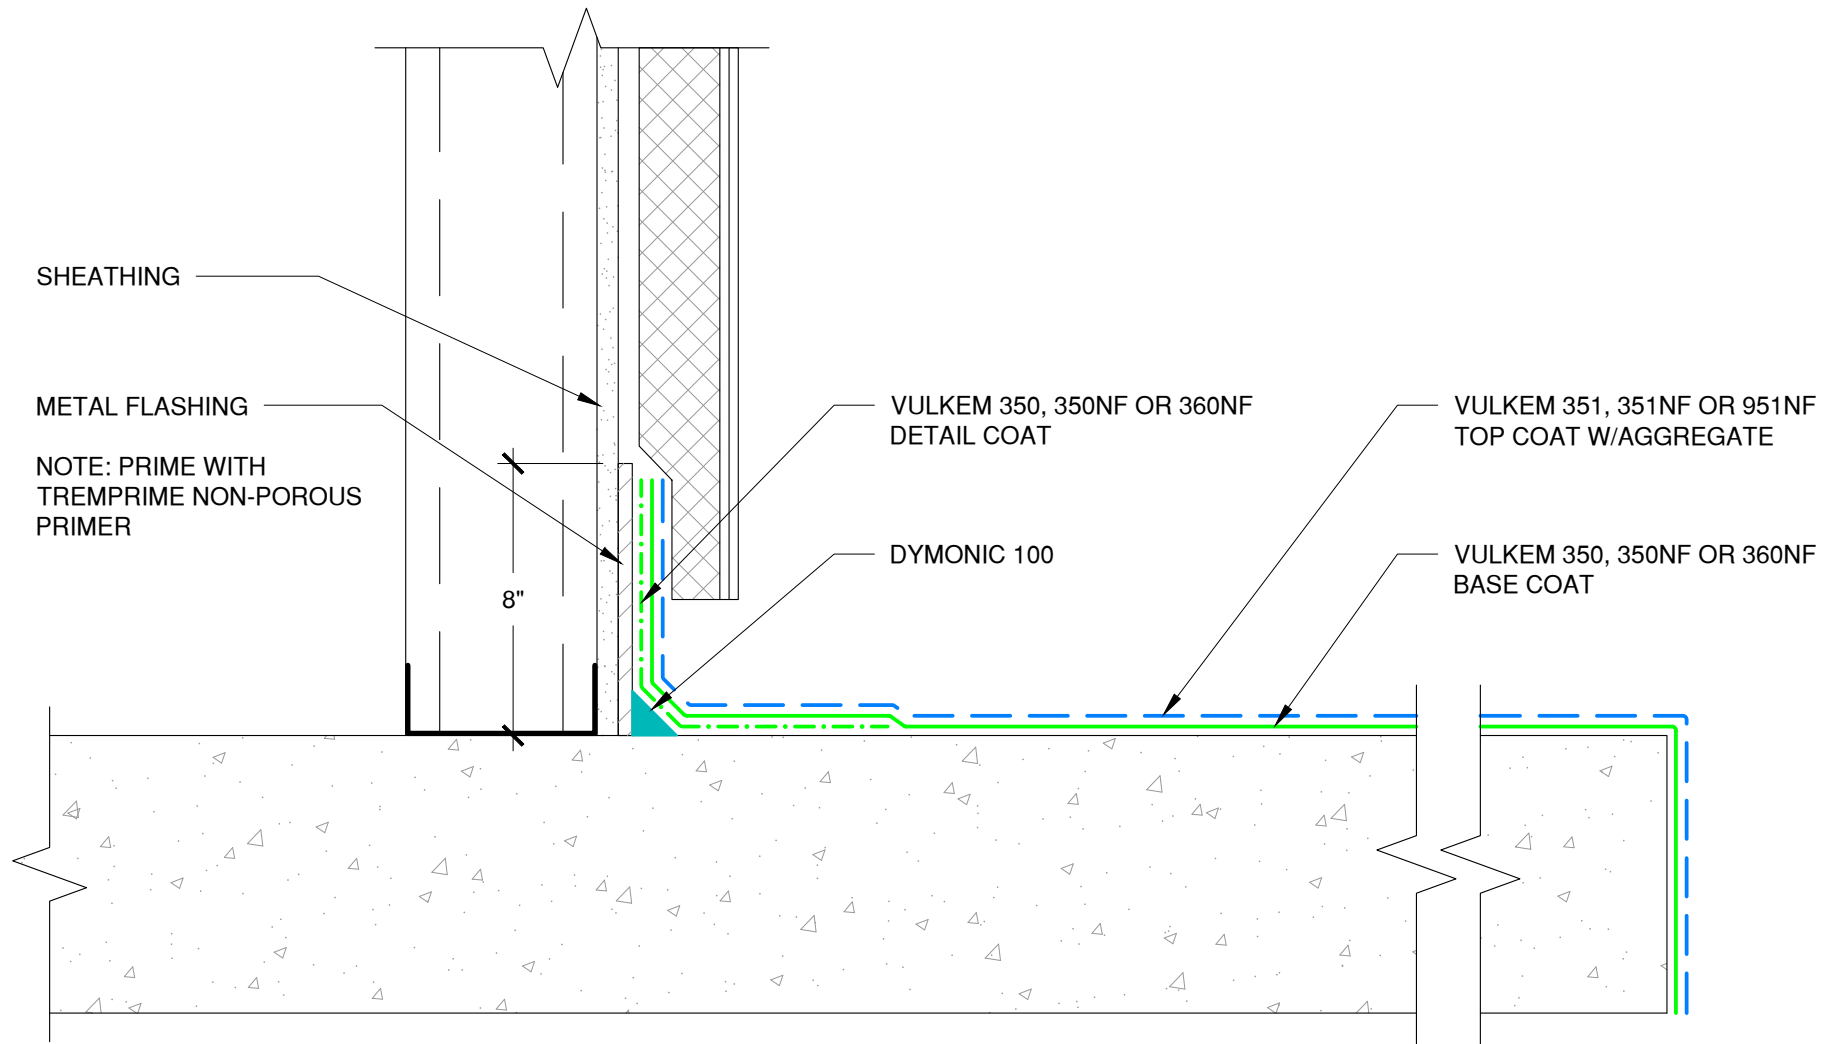 SHEATHING
METAL FLASHING
NOTE: PRIME WITH
TREMPRIME NON-POROUS
PRIMER
8"
VULKEM 350, 350NF OR 360NF
DETAIL COAT
DYMONIC 100
VULKEM 351, 351NF OR 951NF
TOP COAT W/AGGREGATE
VULKEM 350, 350NF OR 360NF
BASE COAT